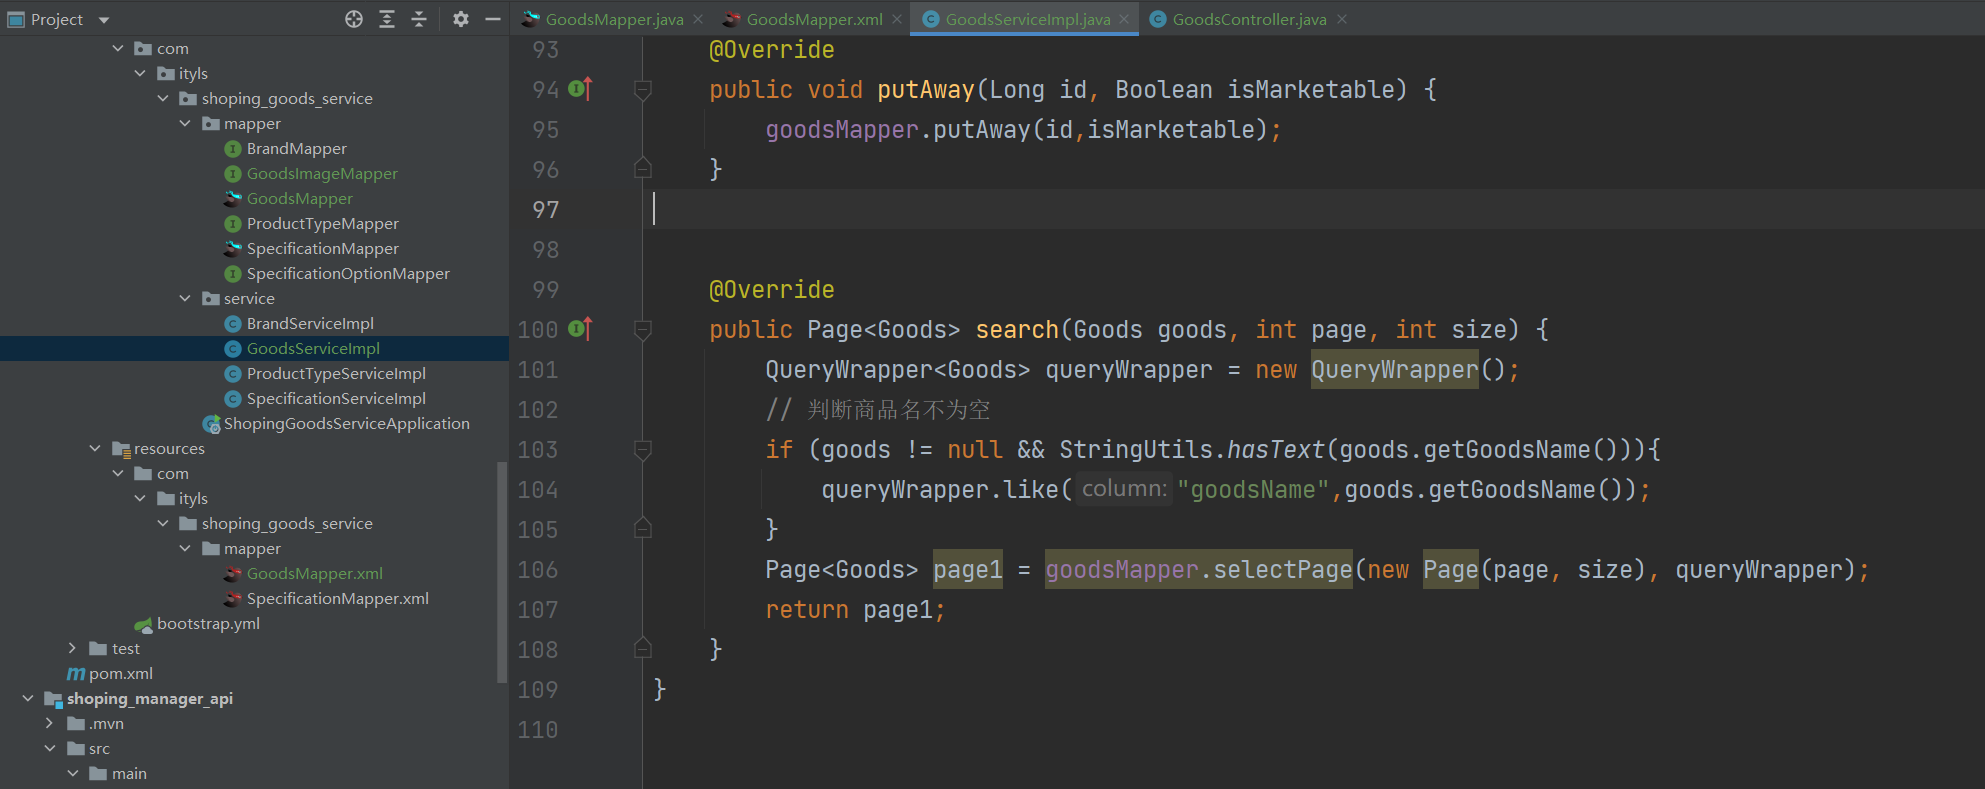 Project
com
ityls
shoping_goods_service
mapper
BrandMapper
GoodsImageMapper
GoodsMapper
ProductTypeMapper
SpecificationMapper
SpecificationOptionMapper
service
BrandServiceImpl
GoodsServiceImpl
ProductTypeServiceImpl
SpecificationServiceImpl
ShopingGoodsServiceApplication
resources
com
ityls
shoping_goods_service
mapper
GoodsMapper.xml
SpecificationMapper.xml
bootstrap.yml
test
pom.xml
shoping_manager_api
.mvn
src
main
GoodsMapper.java GoodsMapper.xml GoodsServiceImpl.java GoodsController.java
93 @Override
94 public void putAway(Long id, Boolean isMarketable) {
95 goodsMapper.putAway(id,isMarketable);
96 }
97
98
99 @Override
100 public Page<Goods> search(Goods goods, int page, int size) {
101 QueryWrapper<Goods> queryWrapper = new QueryWrapper();
102 // 判断商品名不为空
103 if (goods != null && StringUtils.hasText(goods.getGoodsName())){
104 queryWrapper.like( column: "goodsName",goods.getGoodsName());
105 }
106 Page<Goods> page1 = goodsMapper.selectPage(new Page(page, size), queryWrapper);
107 return page1;
108 }
109 }
110